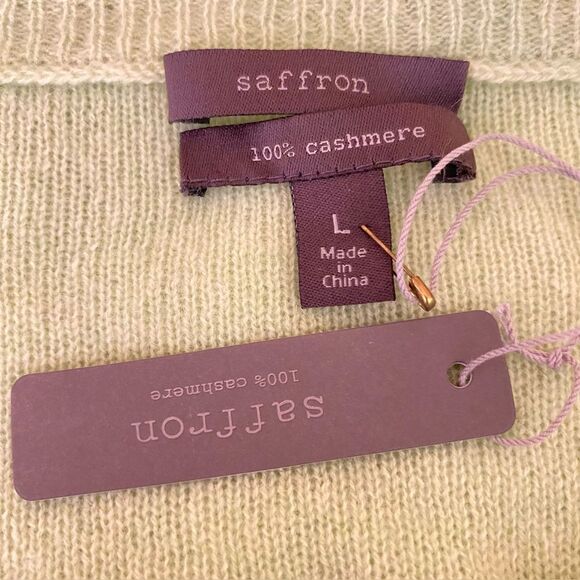 saffron
100% cashmere
L
Made
in
China
saffron
100% cashmere